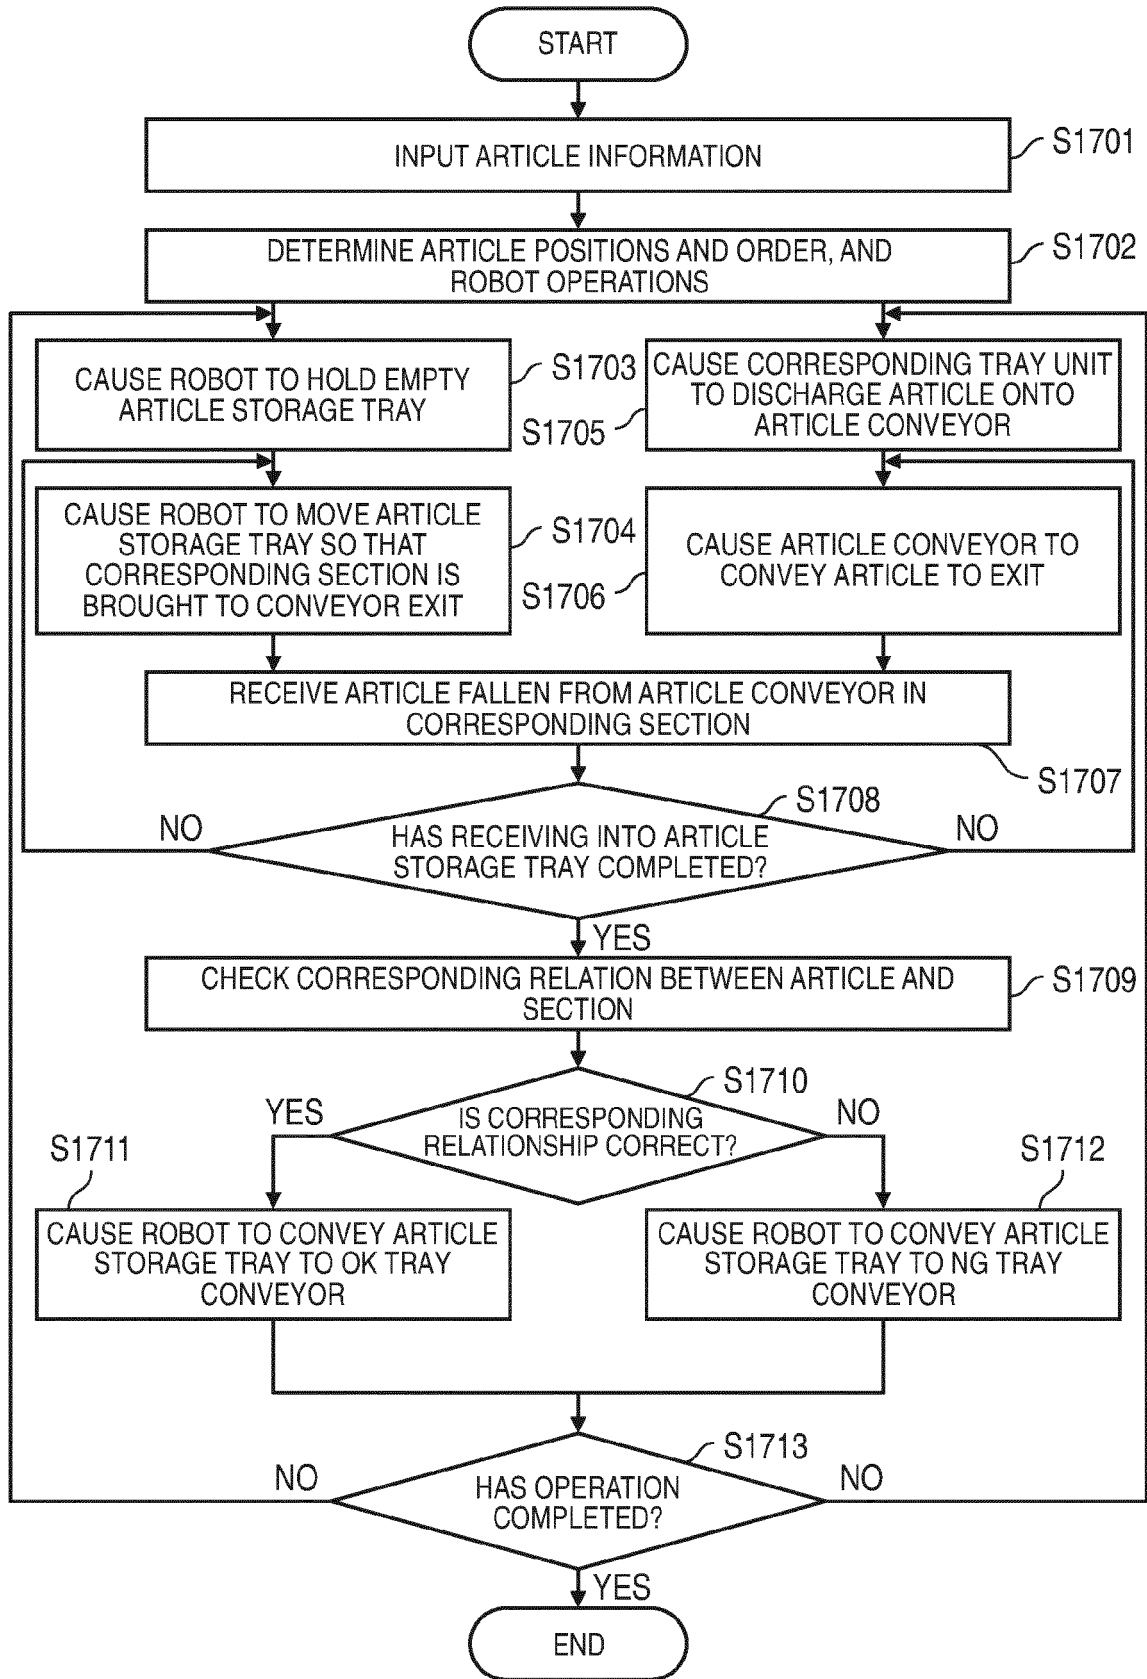 START
INPUT ARTICLE INFORMATION
S1701
DETERMINE ARTICLE POSITIONS AND ORDER, AND
ROBOT OPERATIONS
S1702
CAUSE ROBOT TO HOLD EMPTY
ARTICLE STORAGE TRAY
S1703
CAUSE CORRESPONDING TRAY UNIT
TO DISCHARGE ARTICLE ONTO
ARTICLE CONVEYOR
S1705
CAUSE ROBOT TO MOVE ARTICLE
STORAGE TRAY SO THAT
CORRESPONDING SECTION IS
BROUGHT TO CONVEYOR EXIT
S1704
CAUSE ARTICLE CONVEYOR TO
CONVEY ARTICLE TO EXIT
S1706
RECEIVE ARTICLE FALLEN FROM ARTICLE CONVEYOR IN
CORRESPONDING SECTION
S1707
S1708
NO
HAS RECEIVING INTO ARTICLE
STORAGE TRAY COMPLETED?
NO
YES
CHECK CORRESPONDING RELATION BETWEEN ARTICLE AND
SECTION
S1709
S1710
YES
IS CORRESPONDING
RELATIONSHIP CORRECT?
NO
S1711
S1712
CAUSE ROBOT TO CONVEY ARTICLE
STORAGE TRAY TO OK TRAY
CONVEYOR
CAUSE ROBOT TO CONVEY ARTICLE
STORAGE TRAY TO NG TRAY
CONVEYOR
S1713
NO
HAS OPERATION
COMPLETED?
NO
YES
END